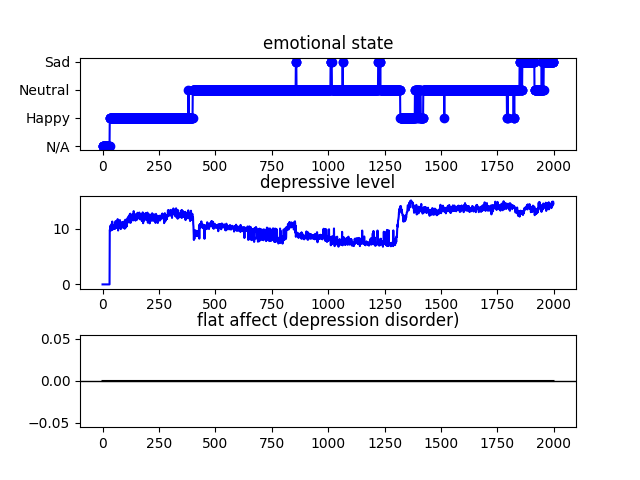 emotional state
Sad
Neutral
Happy
N/A
0 250 500 750 1000 1250 1500 1750 2000
depressive level
10
0
0 250 500 750 1000 1250 1500 1750 2000
flat affect (depression disorder)
0.05
0.00
−0.05
0 250 500 750 1000 1250 1500 1750 2000